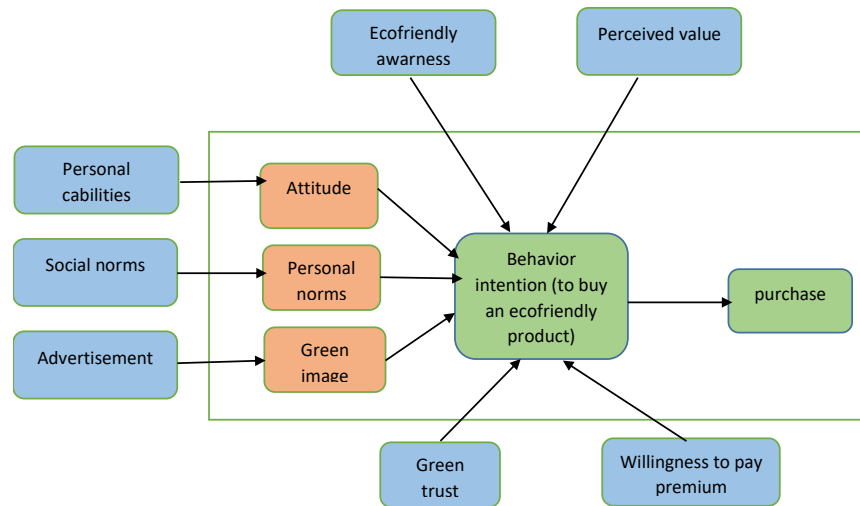 Ecofriendly
awarness
Perceived value
Personal
cabilities
Attitude
Social norms
Personal
norms
Behavior
intention (to buy
an ecofriendly
product)
purchase
Advertisement
Green
image
Green
trust
Willingness to pay
premium